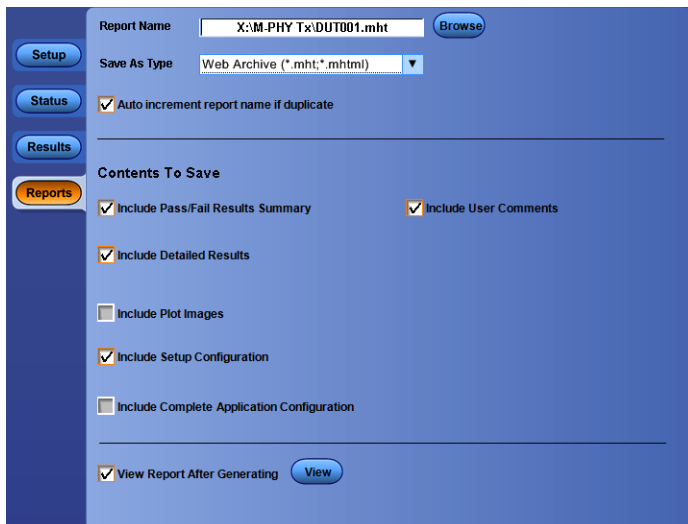 Report Name X:\M-PHY Tx\DUT001.mht Browse
Setup
Save As Type Web Archive (*.mht;*.mhtml)
Status
Auto increment report name if duplicate
Results
Contents To Save
Reports
Include Pass/Fail Results Summary Include User Comments
Include Detailed Results
Include Plot Images
Include Setup Configuration
Include Complete Application Configuration
View Report After Generating View